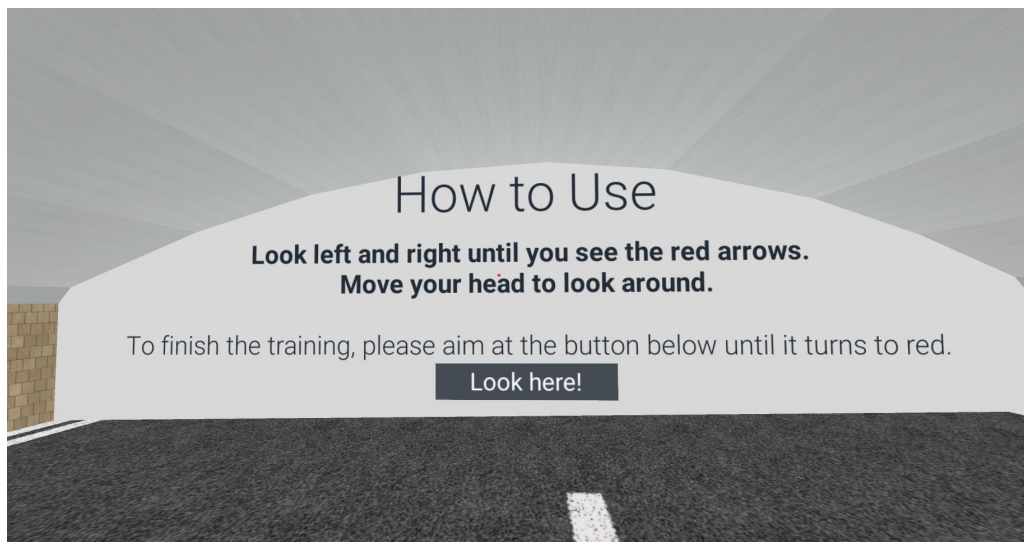 How to Use
Look left and right until you see the red arrows.
Move your head to look around.
To finish the training, please aim at the button below until it turns to red.
Look here!